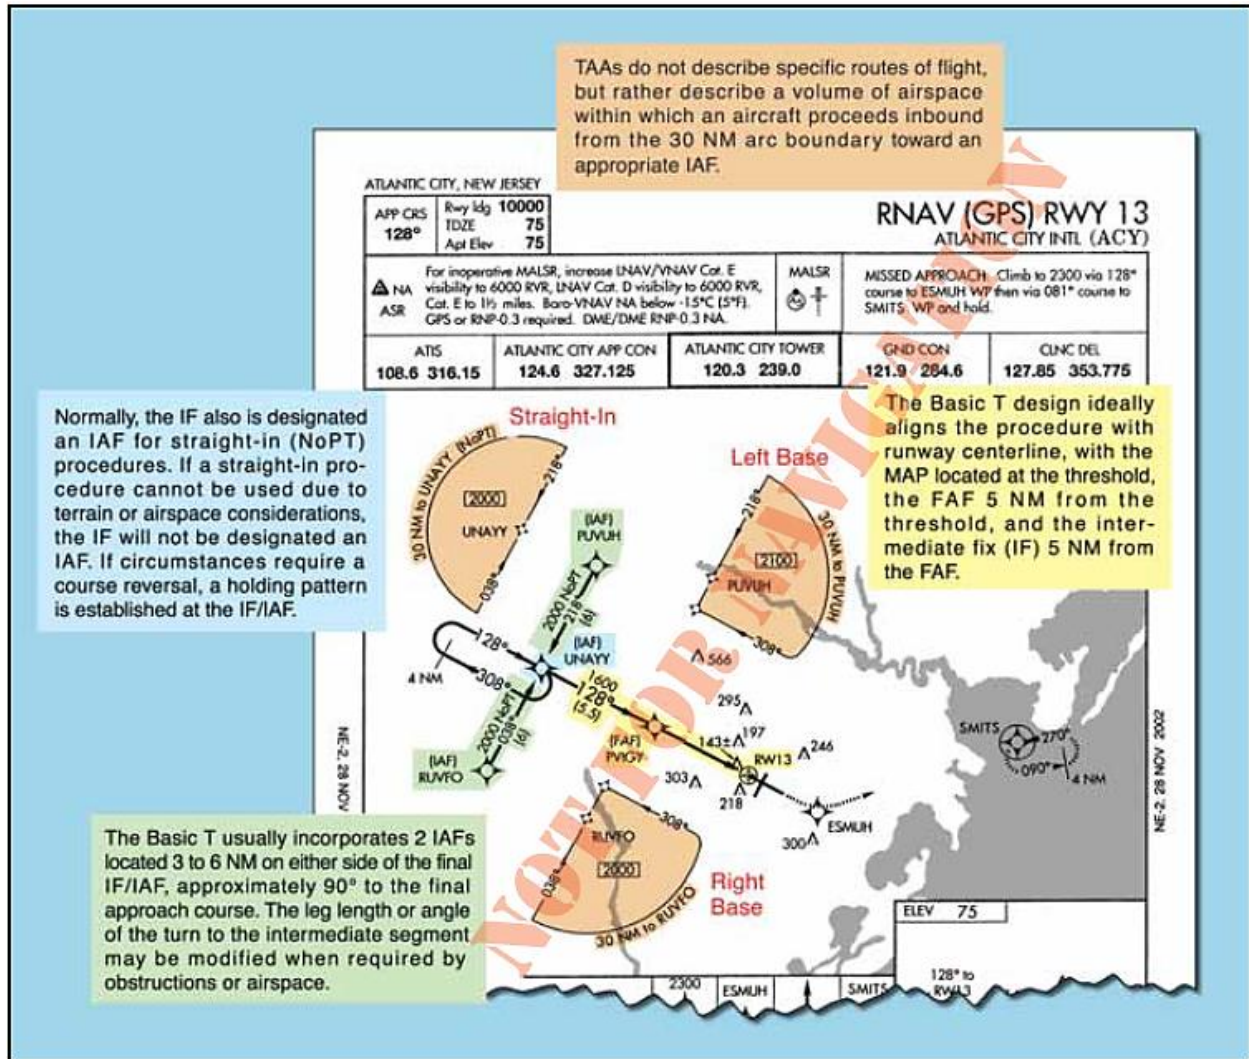 TAAs do not describe specific routes of flight,
but rather describe a volume of airspace
within which an aircraft proceeds inbound
from the 30 NM arc boundary toward an
appropriate IAF.
ATLANTIC CITY, NEW JERSEY
APP CRS
128°
Rwy ldg 10000
TDZE 75
Apt Elev 75
RNAV (GPS) RWY 13
ATLANTIC CITY INTL (ACY)
A NA
ASR
For inoperative MALSR, increase LNAV/VNAV Cat. E
visibility to 6000 RVR, LNAV Cat. D visibility to 6000 RVR,
Cat. E to 1½ miles. Baro-VNAV NA below -15°C (5°F).
GPS or RNP-0.3 required. DME/DME RNP-0.3 NA.
MALSR
MISSED APPROACH: Climb to 2300 via 128°
course to ESMUH WP then via 081° course to
SMITS WP and hold.
ATIS
108.6 316.15
ATLANTIC CITY APP CON
124.6 327.125
ATLANTIC CITY TOWER
120.3 239.0
GND CON
121.9 284.6
CLNC DEL
127.85 353.775
Normally, the IF also is designated
an IAF for straight-in (NoPT)
procedures. If a straight-in pro-
cedure cannot be used due to
terrain or airspace considerations,
the IF will not be designated an
IAF. If circumstances require a
course reversal, a holding pattern
is established at the IF/IAF.
Straight-In
30 NM to UNAYY (NoPT)
218°
2000
UNAYY
038°
Left Base
218°
2100
30 NM to PUVUH
PUVUH
308°
The Basic T design ideally
aligns the procedure with
runway centerline, with the
MAP located at the threshold,
the FAF 5 NM from the
threshold, and the inter-
mediate fix (IF) 5 NM from
the FAF.
(IAF)
PUVUH
2000 NoPT
218°
(6)
(IAF)
UNAYY
128°
308°
4 NM
1600
128°
(5.5)
2000 NoPT
038°
(6)
(IAF)
RUVFO
(FAF)
PVIGY
566
295
197
143±
246
RW13
303
218
ESMUH
300
SMITS
270°
090°
4 NM
NE-2, 28 NOV
NE-2, 28 NOV 2002
RUVFO
308°
2000
038°
30 NM to RUVFO
Right
Base
The Basic T usually incorporates 2 IAFs
located 3 to 6 NM on either side of the final
IF/IAF, approximately 90° to the final
approach course. The leg length or angle
of the turn to the intermediate segment
may be modified when required by
obstructions or airspace.
ELEV 75
128° to
RW13
2300
ESMUH
SMITS
NOT FOR NAVIGATION